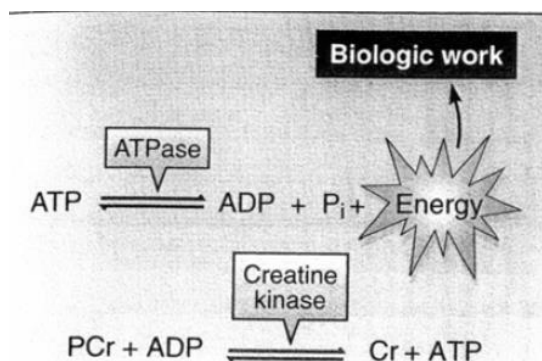 Biologic work
ATPase
ATP ⇌ ADP + Pi + Energy
Creatine
kinase
PCr + ADP ⇌ Cr + ATP